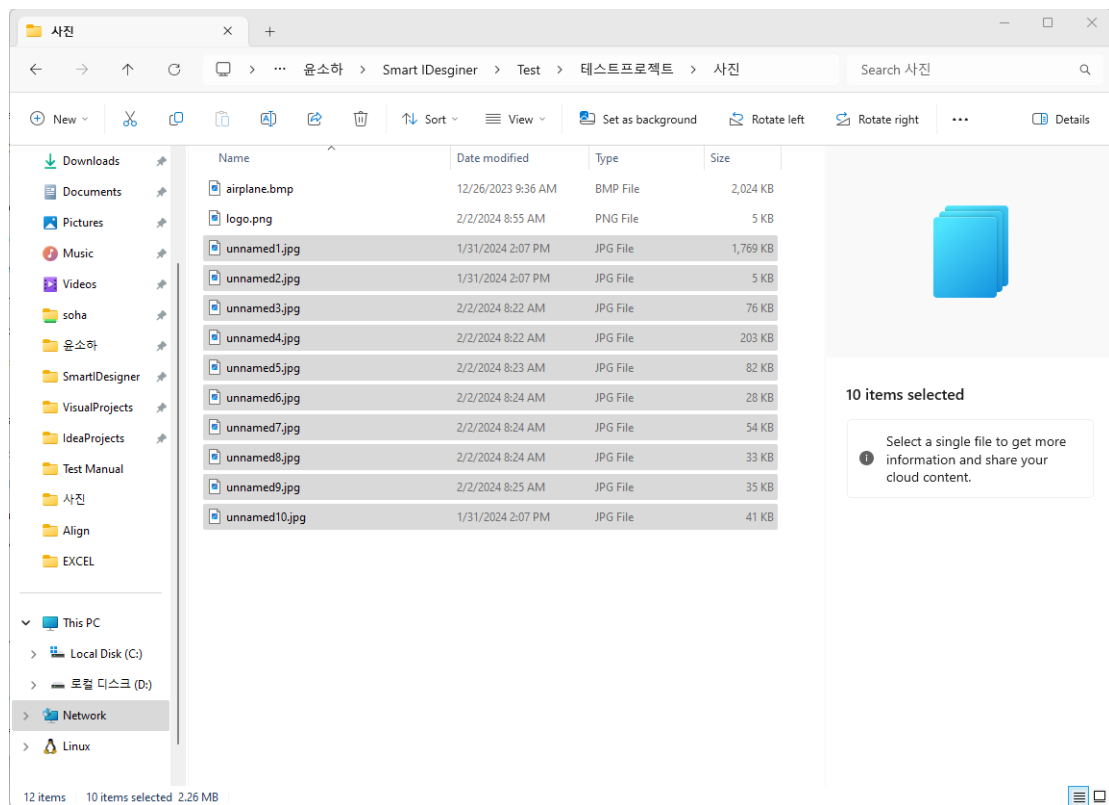 사진
··· 윤소하 > Smart IDesginer > Test > 테스트프로젝트 > 사진 Search 사진
New Sort View Set as background Rotate left Rotate right ··· Details
Downloads
Documents
Pictures
Music
Videos
soha
윤소하
SmartIDesigner
VisualProjects
IdeaProjects
Test Manual
사진
Align
EXCEL
This PC
Local Disk (C:)
로컬 디스크 (D:)
Network
Linux
Name Date modified Type Size
airplane.bmp 12/26/2023 9:36 AM BMP File 2,024 KB
logo.png 2/2/2024 8:55 AM PNG File 5 KB
unnamed1.jpg 1/31/2024 2:07 PM JPG File 1,769 KB
unnamed2.jpg 1/31/2024 2:07 PM JPG File 5 KB
unnamed3.jpg 2/2/2024 8:22 AM JPG File 76 KB
unnamed4.jpg 2/2/2024 8:22 AM JPG File 203 KB
unnamed5.jpg 2/2/2024 8:23 AM JPG File 82 KB
unnamed6.jpg 2/2/2024 8:24 AM JPG File 28 KB
unnamed7.jpg 2/2/2024 8:24 AM JPG File 54 KB
unnamed8.jpg 2/2/2024 8:24 AM JPG File 33 KB
unnamed9.jpg 2/2/2024 8:25 AM JPG File 35 KB
unnamed10.jpg 1/31/2024 2:07 PM JPG File 41 KB
10 items selected
Select a single file to get more
information and share your
cloud content.
12 items 10 items selected 2.26 MB